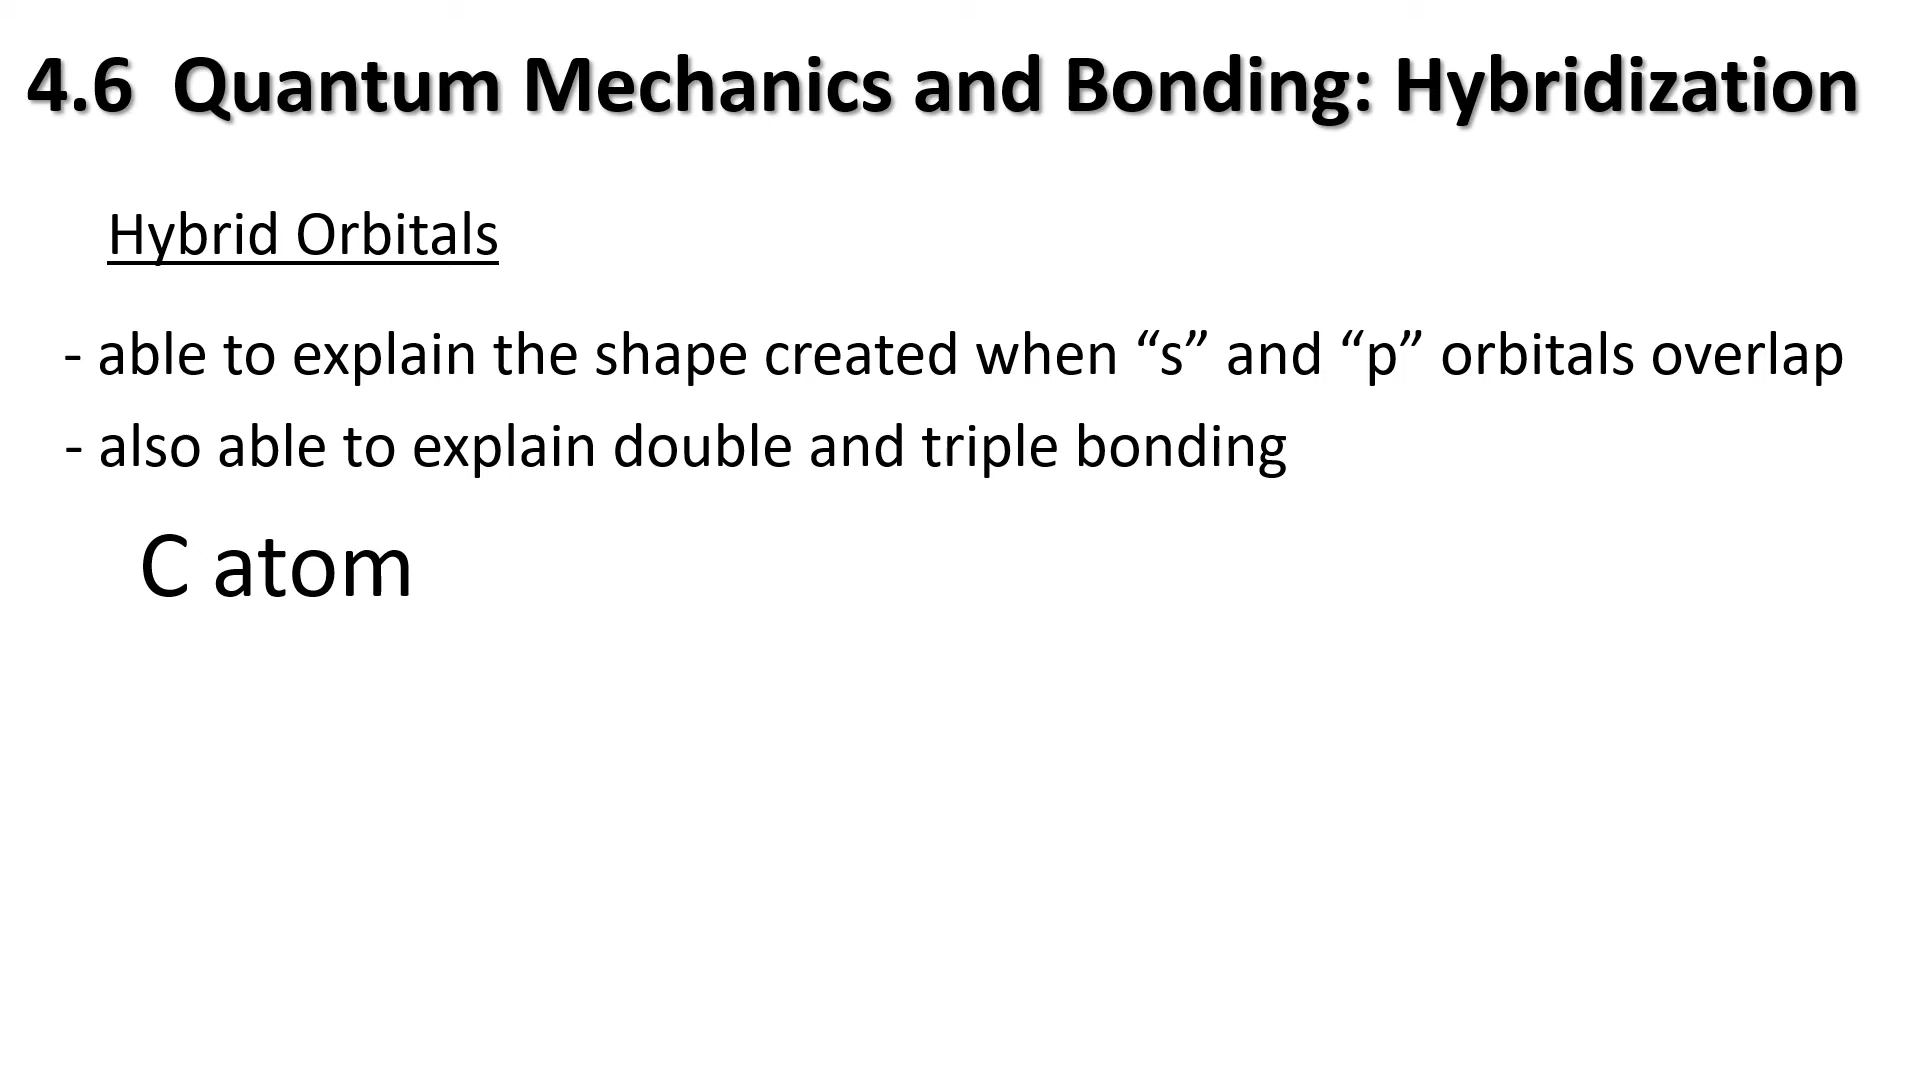 4.6 Quantum Mechanics and Bonding: Hybridization
Hybrid Orbitals
- able to explain the shape created when “s” and “p” orbitals overlap
- also able to explain double and triple bonding
C atom